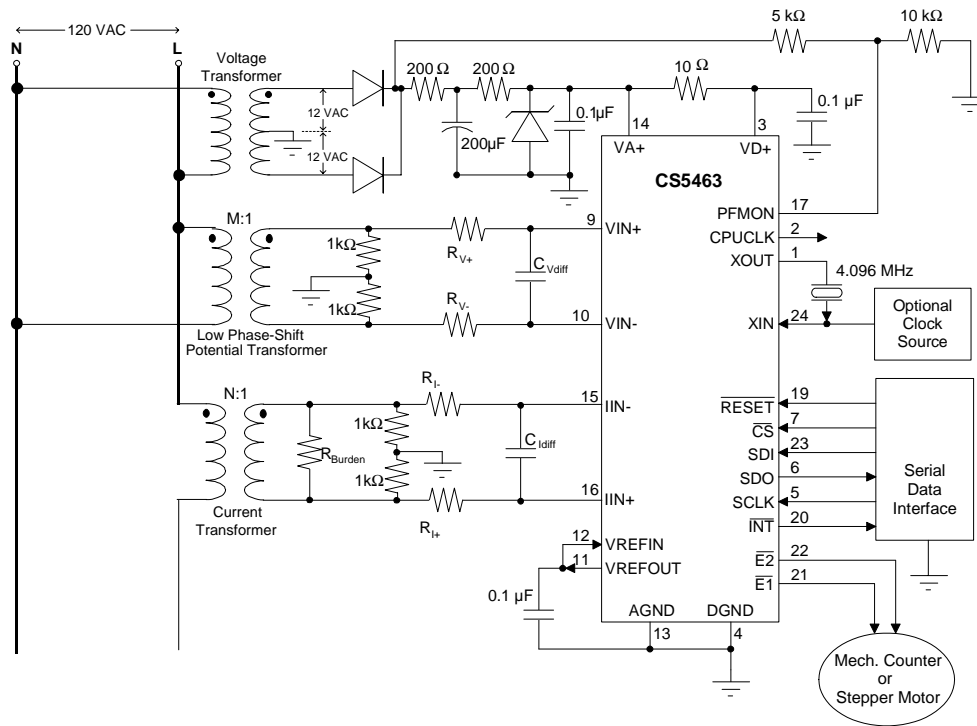 120 VAC
N
L
Voltage
Transformer
12 VAC
12 VAC
200 Ω
200 Ω
200µF
0.1µF
10 Ω
5 kΩ
10 kΩ
0.1 µF
14
VA+
3
VD+
CS5463
PFMON
17
CPUCLK
2
XOUT
1
4.096 MHz
XIN
24
Optional
Clock
Source
M:1
1kΩ
1kΩ
RV+
RV-
CVdiff
9
VIN+
10
VIN-
Low Phase-Shift
Potential Transformer
N:1
RBurden
1kΩ
1kΩ
RI-
RI+
CIdiff
15
IIN-
16
IIN+
Current
Transformer
RESET
19
CS
7
SDI
23
SDO
6
SCLK
5
INT
20
Serial
Data
Interface
12
VREFIN
11
VREFOUT
0.1 µF
E2
22
E1
21
AGND
DGND
13
4
Mech. Counter
or
Stepper Motor